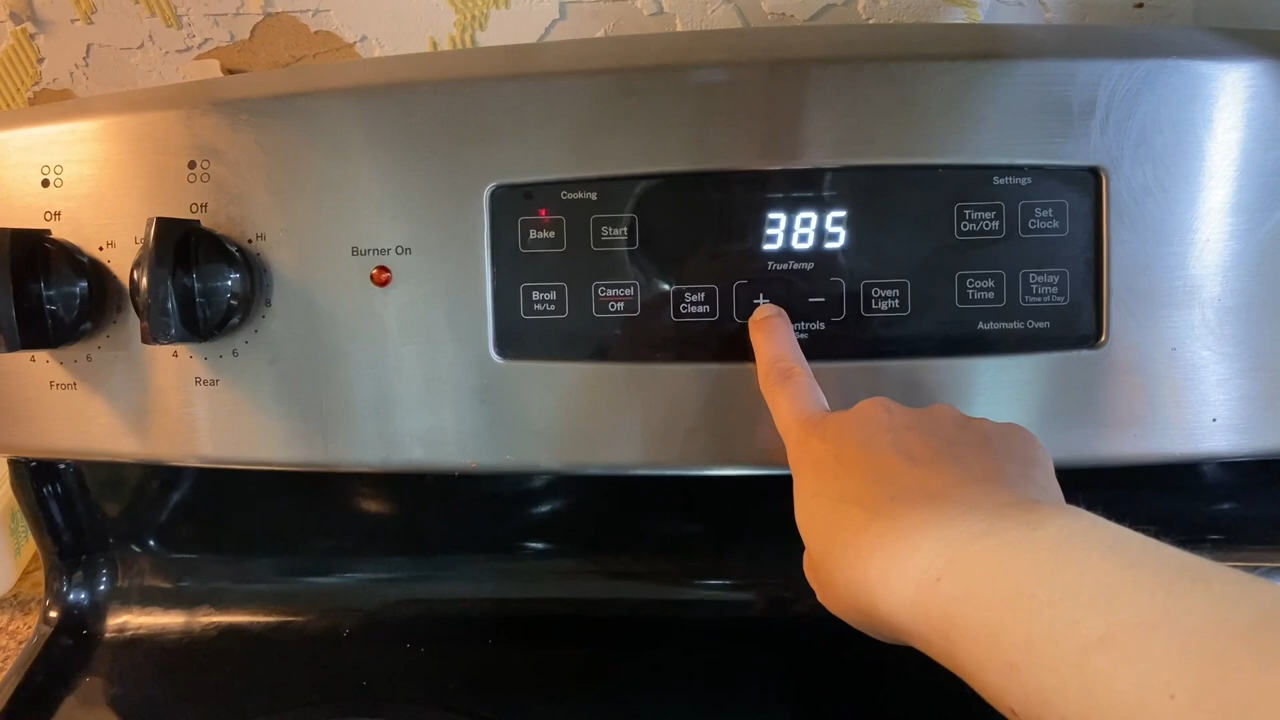 Off
Hi
4
6
Front
Off
Lo
Hi
8
4
6
Rear
Burner On
Cooking
Bake
Start
Broil
Hi/Lo
Cancel
Off
Self
Clean
385
TrueTemp
+
−
Oven
Light
Settings
Timer
On/Off
Set
Clock
Cook
Time
Delay
Time
Time of Day
Automatic Oven